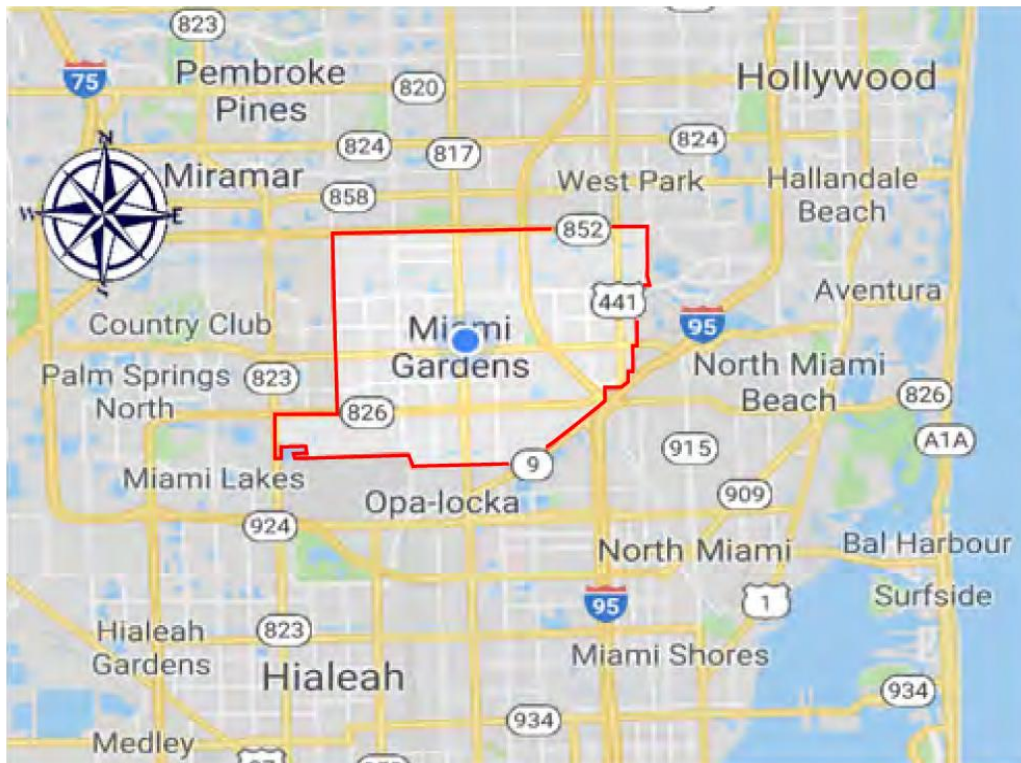 823
75
Pembroke
Pines
820
Hollywood
N
824
817
824
Miramar
858
West Park
Hallandale
Beach
W
E
852
S
441
Aventura
Country Club
Miami
Gardens
95
Palm Springs
North
823
826
North Miami
Beach
826
915
A1A
Miami Lakes
9
909
Opa-locka
924
North Miami
Bal Harbour
95
1
Surfside
Hialeah
Gardens
823
Miami Shores
Hialeah
934
934
Medley